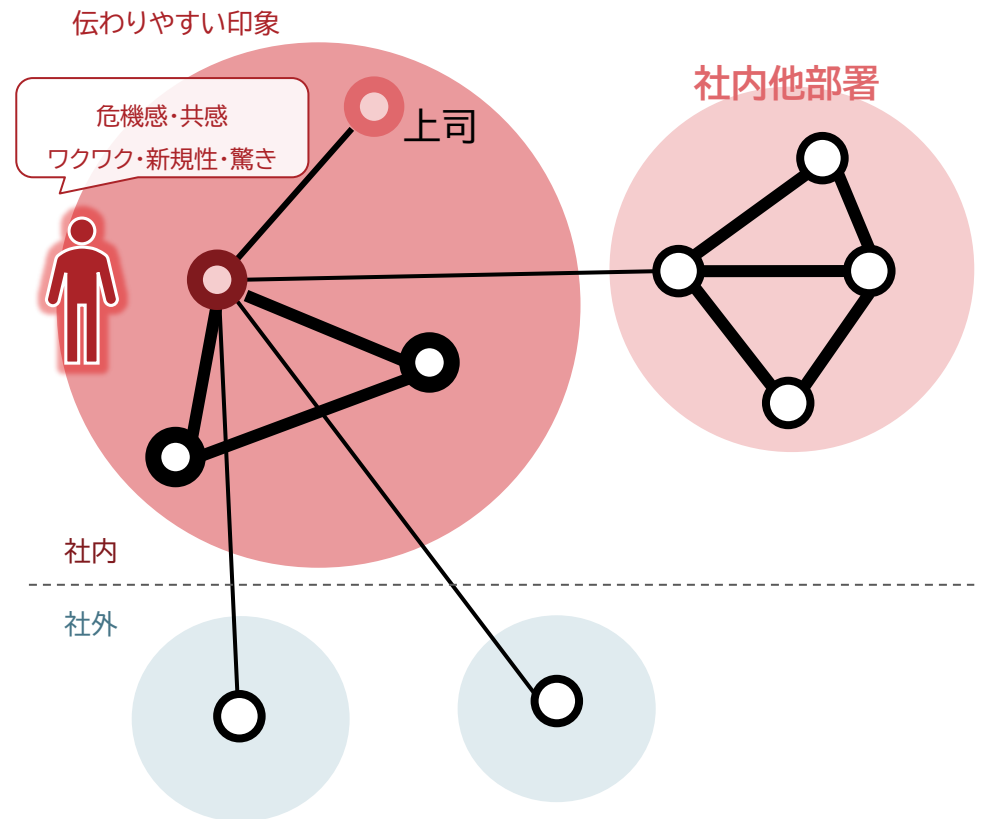 伝わりやすい印象
危機感・共感
ワクワク・新規性・驚き
上司
社内他部署
社内
社外